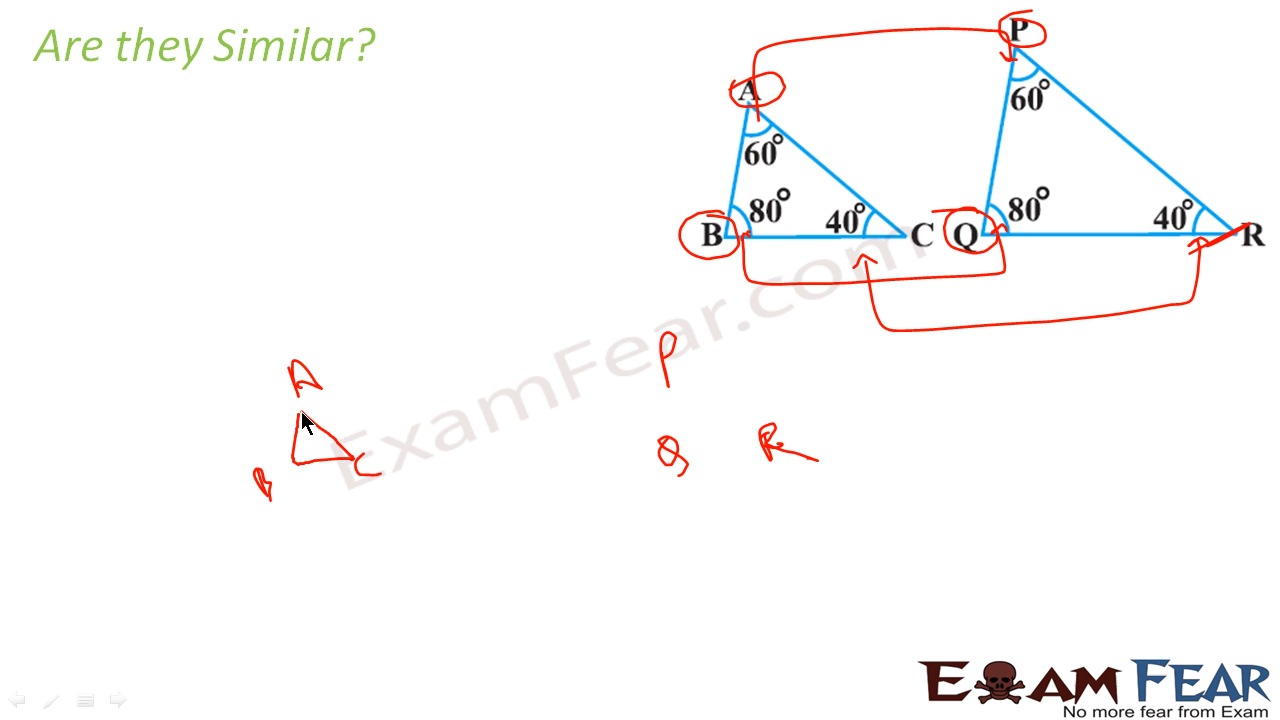 Are they Similar?
P
A
60°
60°
80°
40°
80°
40°
B
C
Q
R
ExamFear.com
P
A
Q
R
B
C
EXAM FEAR
No more fear from Exam